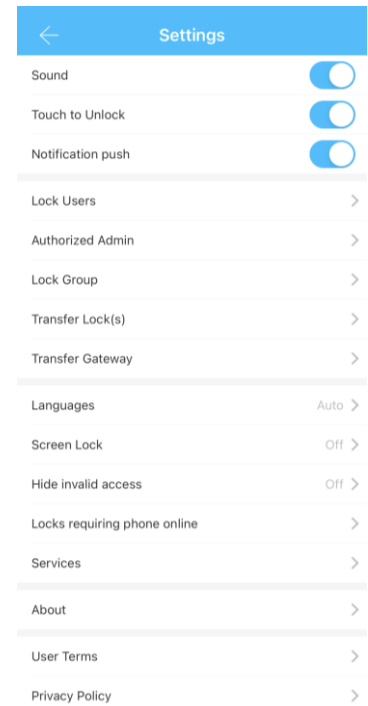 Settings
Sound
Touch to Unlock
Notification push
Lock Users
Authorized Admin
Lock Group
Transfer Lock(s)
Transfer Gateway
Languages Auto
Screen Lock Off
Hide invalid access Off
Locks requiring phone online
Services
About
User Terms
Privacy Policy